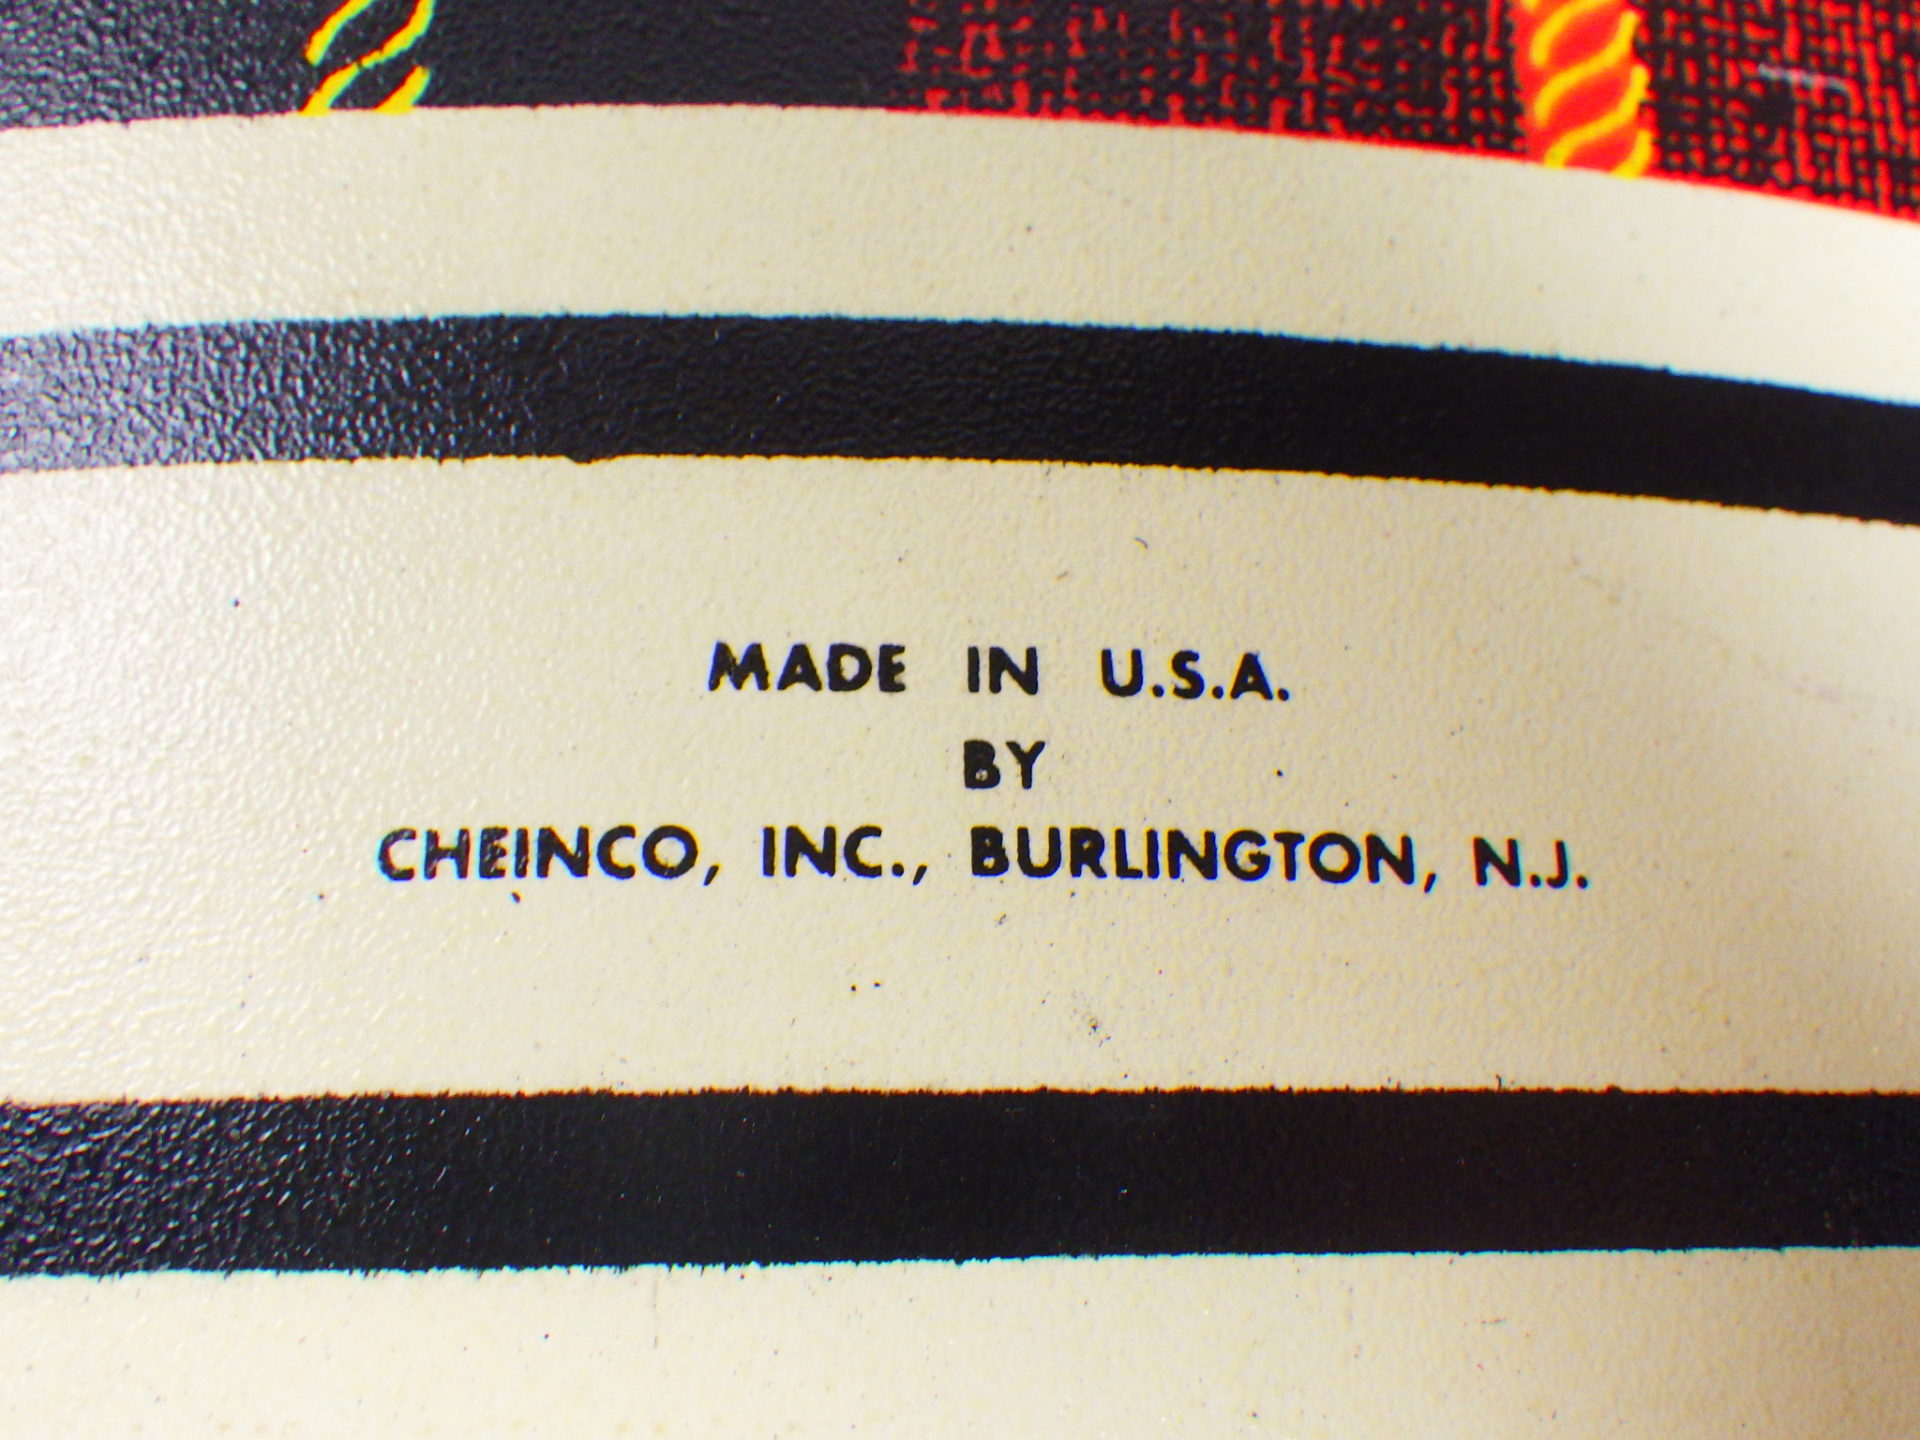 MADE IN U.S.A.
BY
CHEINCO, INC., BURLINGTON, N.J.